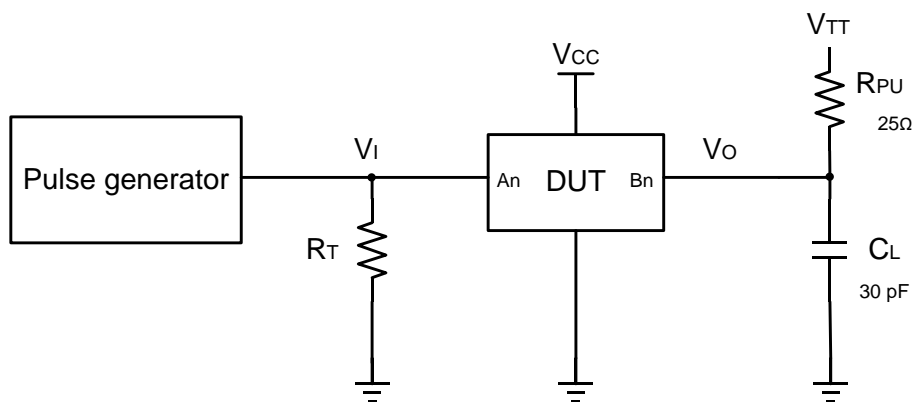 VTT
VCC
RPU
25Ω
VI
VO
Pulse generator
An
DUT
Bn
RT
CL
30 pF